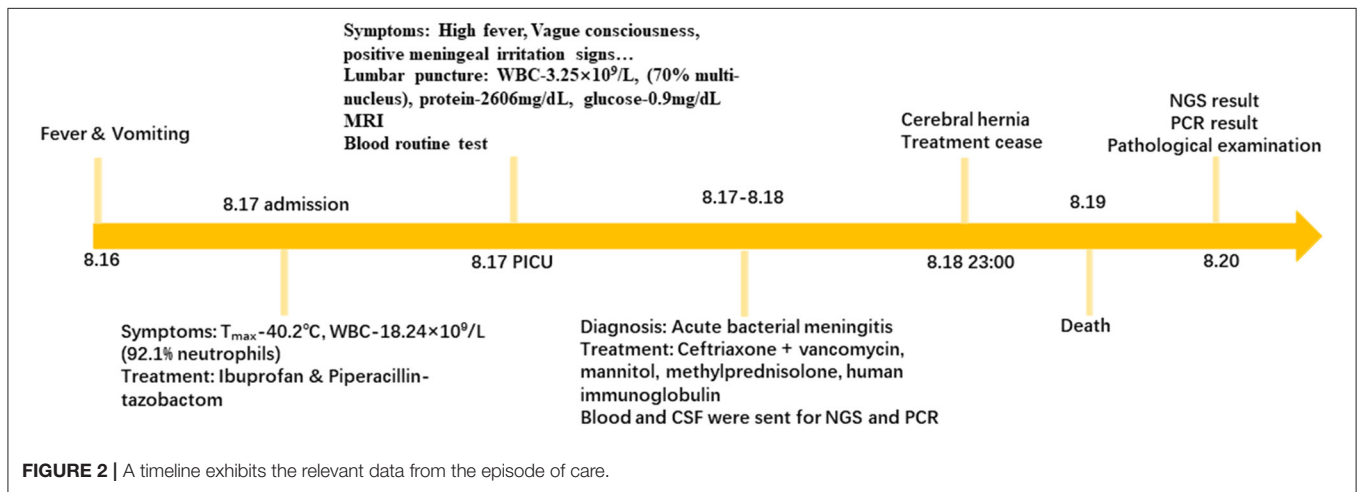 Symptoms: High fever, Vague consciousness,
positive meningeal irritation signs…
Lumbar puncture: WBC-3.25×10⁹/L, (70% multi-
nucleus), protein-2606mg/dL, glucose-0.9mg/dL
MRI
Blood routine test
Fever & Vomiting
Cerebral hernia
Treatment cease
NGS result
PCR result
Pathological examination
8.17 admission
8.17-8.18
8.19
8.16
8.17 PICU
8.18 23:00
8.20
Symptoms: Tₘₐₓ-40.2℃, WBC-18.24×10⁹/L
(92.1% neutrophils)
Treatment: Ibuprofan & Piperacillin-
tazobactom
Diagnosis: Acute bacterial meningitis
Treatment: Ceftriaxone + vancomycin,
mannitol, methylprednisolone, human
immunoglobulin
Blood and CSF were sent for NGS and PCR
Death
FIGURE 2 | A timeline exhibits the relevant data from the episode of care.